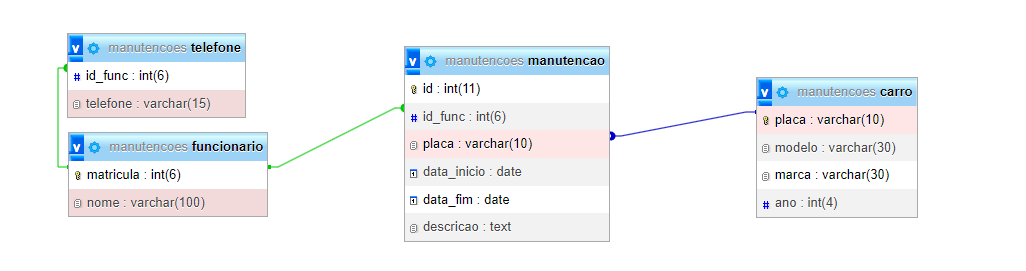 manutencoes telefone
id_func : int(6)
telefone : varchar(15)
manutencoes funcionario
matricula : int(6)
nome : varchar(100)
manutencoes manutencao
id : int(11)
id_func : int(6)
placa : varchar(10)
data_inicio : date
data_fim : date
descricao : text
manutencoes carro
placa : varchar(10)
modelo : varchar(30)
marca : varchar(30)
ano : int(4)